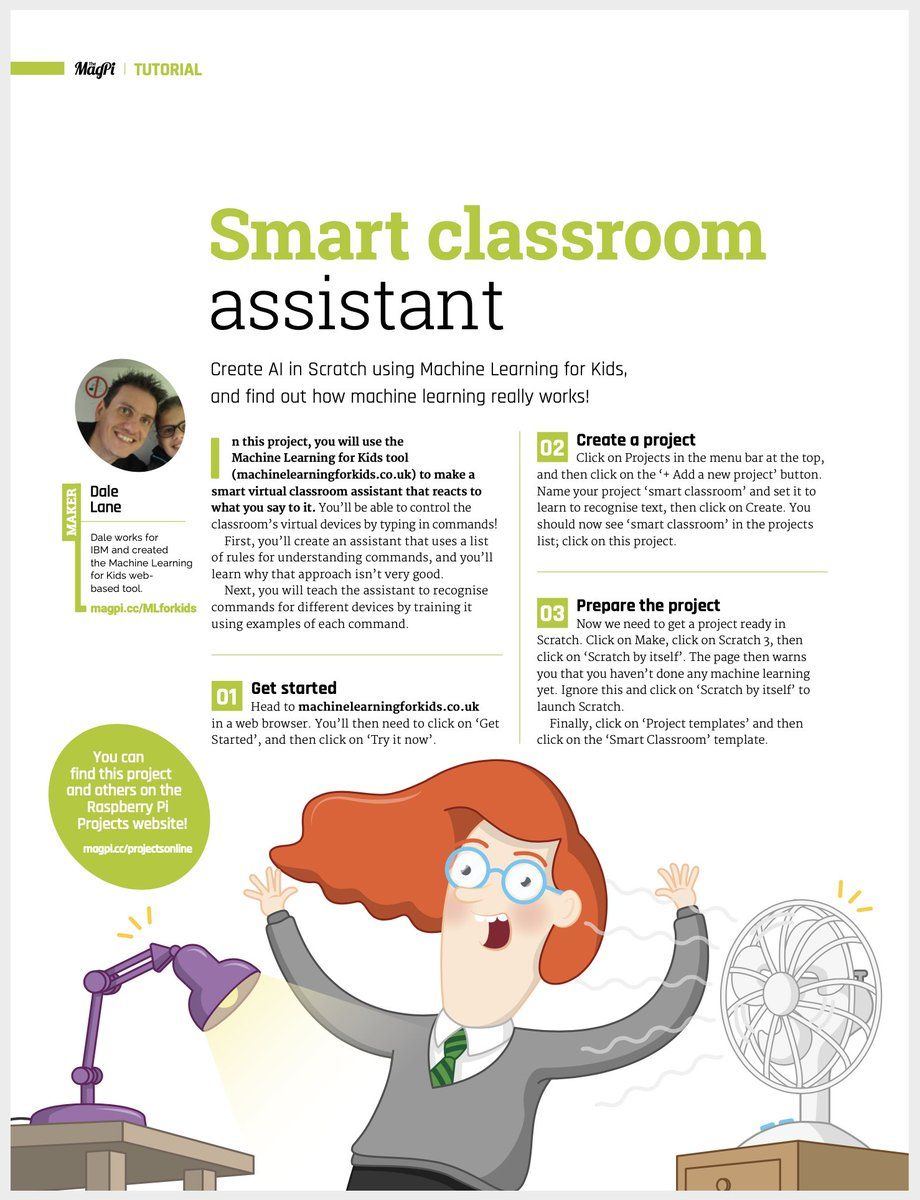 The MagPi
TUTORIAL
Smart classroom
assistant
Create AI in Scratch using Machine Learning for Kids,
and find out how machine learning really works!
MAKER
Dale
Lane
Dale works for
IBM and created
the Machine Learning
for Kids web-
based tool.
magpi.cc/MLforkids
In this project, you will use the
Machine Learning for Kids tool
(machinelearningforkids.co.uk) to make a
smart virtual classroom assistant that reacts to
what you say to it. You’ll be able to control the
classroom’s virtual devices by typing in commands!
First, you’ll create an assistant that uses a list
of rules for understanding commands, and you’ll
learn why that approach isn’t very good.
Next, you will teach the assistant to recognise
commands for different devices by training it
using examples of each command.
01 Get started
Head to machinelearningforkids.co.uk
in a web browser. You’ll then need to click on ‘Get
Started’, and then click on ‘Try it now’.
02 Create a project
Click on Projects in the menu bar at the top,
and then click on the ‘+ Add a new project’ button.
Name your project ‘smart classroom’ and set it to
learn to recognise text, then click on Create. You
should now see ‘smart classroom’ in the projects
list; click on this project.
03 Prepare the project
Now we need to get a project ready in
Scratch. Click on Make, click on Scratch 3, then
click on ‘Scratch by itself’. The page then warns
you that you haven’t done any machine learning
yet. Ignore this and click on ‘Scratch by itself’ to
launch Scratch.
Finally, click on ‘Project templates’ and then
click on the ‘Smart Classroom’ template.
You can
find this project
and others on the
Raspberry Pi
Projects website!
magpi.cc/projectsonline